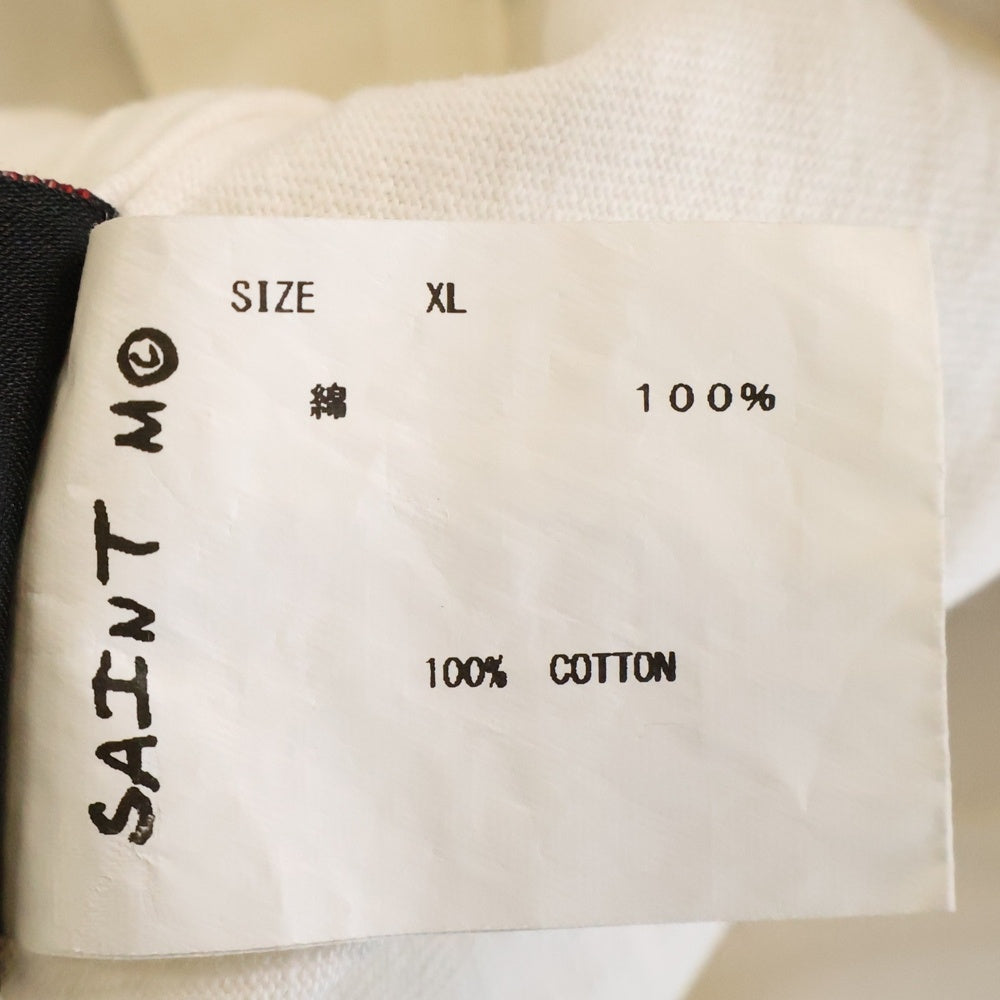 SIZE XL
綿 100%
100% COTTON
SAINT M©